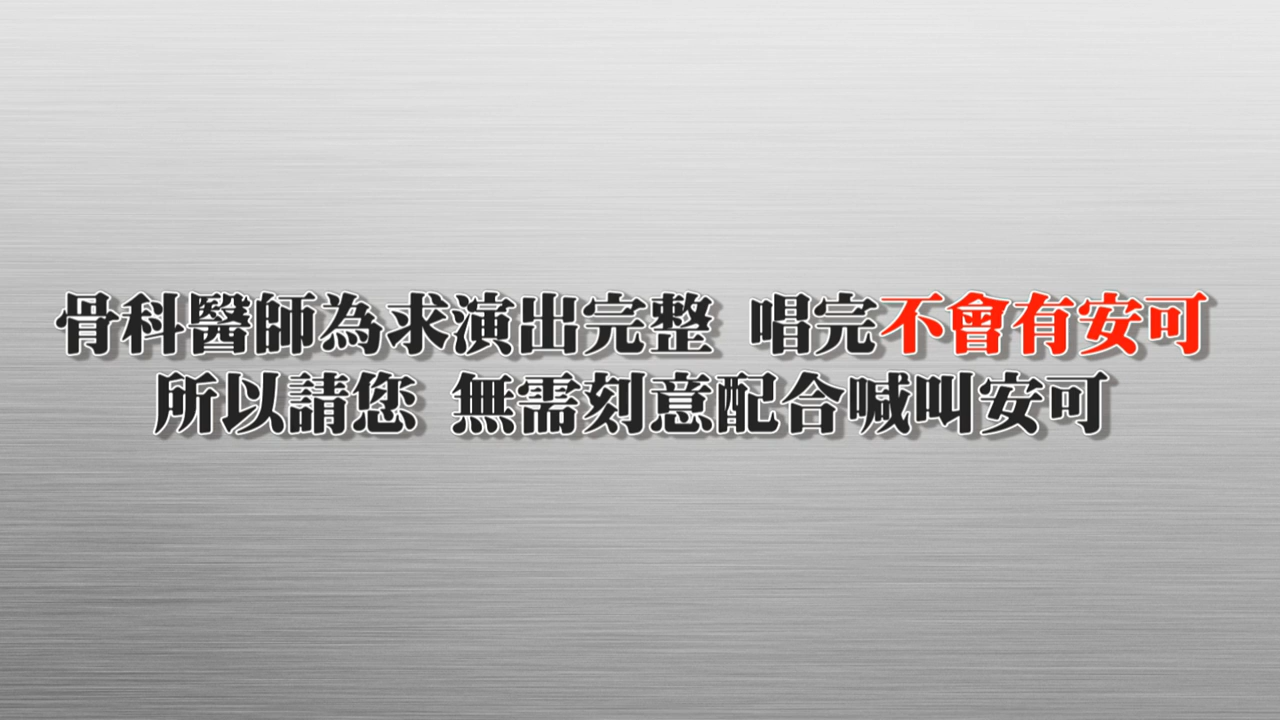 骨科醫師為求演出完整 唱完不會有安可
所以請您 無需刻意配合喊叫安可